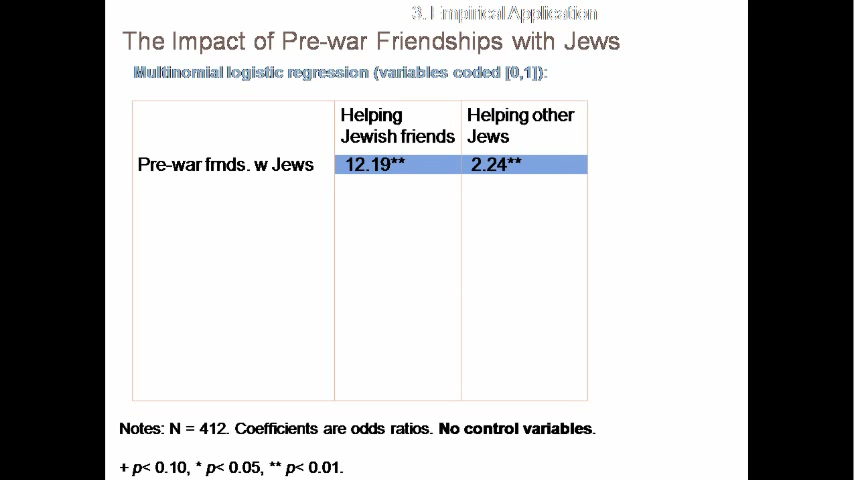 3. Empirical Application
The Impact of Pre-war Friendships with Jews
Multinomial logistic regression (variables coded [0,1]):
Helping Jewish friends
Helping other Jews
Pre-war frnds. w Jews 12.19** 2.24**
Notes: N = 412. Coefficients are odds ratios. No control variables.
+ p< 0.10, * p< 0.05, ** p< 0.01.